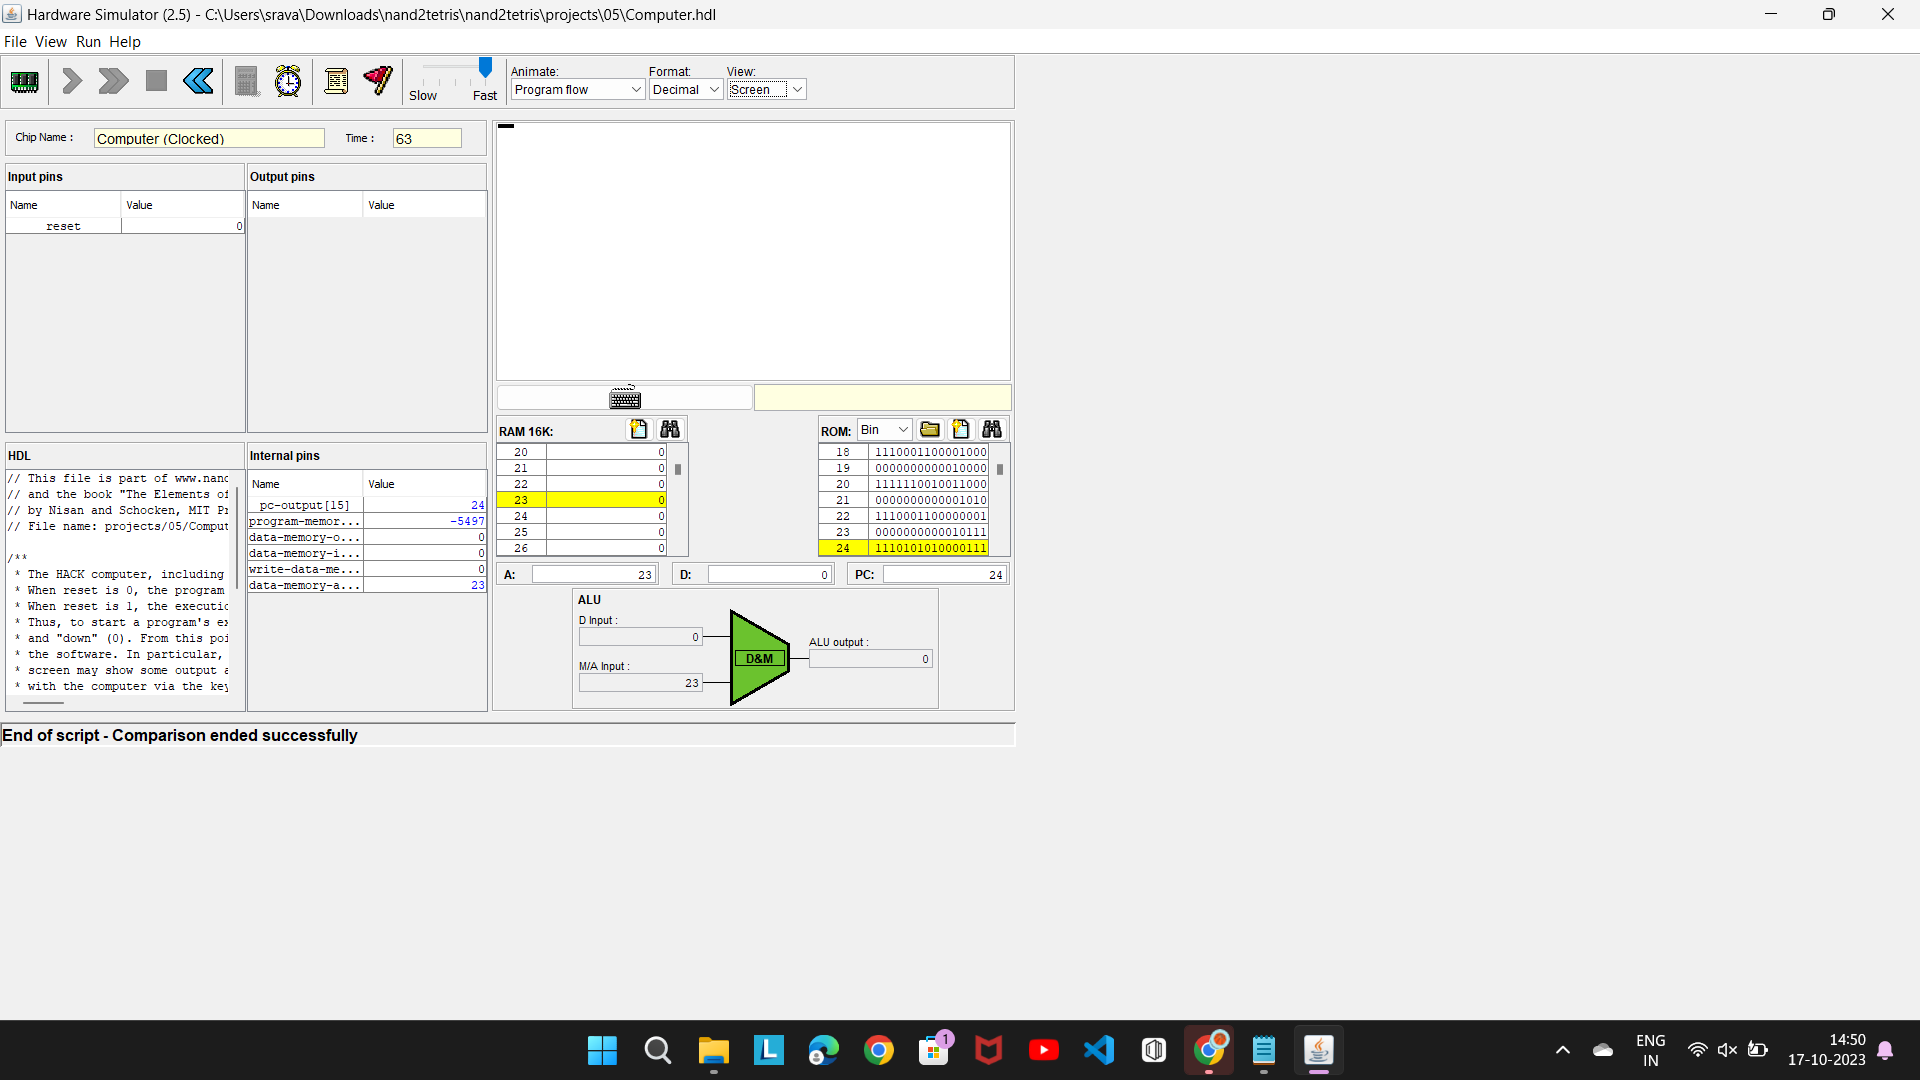 Hardware Simulator (2.5) - C:\Users\srava\Downloads\nand2tetris\nand2tetris\projects\05\Computer.hdl
File View Run Help
Slow Fast
Animate: Format: View:
Program flow Decimal Screen
Chip Name : Computer (Clocked) Time : 63
Input pins
Name Value
reset 0
Output pins
Name Value
HDL
// This file is part of www.nand
// and the book "The Elements of
// by Nisan and Schocken, MIT Pr
// File name: projects/05/Comput
/**
* The HACK computer, including
* When reset is 0, the program
* When reset is 1, the executio
* Thus, to start a program's ex
* and "down" (0). From this poi
* the software. In particular,
* screen may show some output a
* with the computer via the key
Internal pins
Name Value
pc-output[15] 24
program-memor... -5497
data-memory-o... 0
data-memory-i... 0
write-data-me... 0
data-memory-a... 23
RAM 16K:
20 0
21 0
22 0
23 0
24 0
25 0
26 0
ROM: Bin
18 1110001100001000
19 0000000000010000
20 1111110010011000
21 0000000000001010
22 1110001100000001
23 0000000000010111
24 1110101010000111
A: 23 D: 0 PC: 24
ALU
D Input :
0
M/A Input :
23
D&M
ALU output :
0
End of script - Comparison ended successfully
1
ENG
IN
14:50
17-10-2023